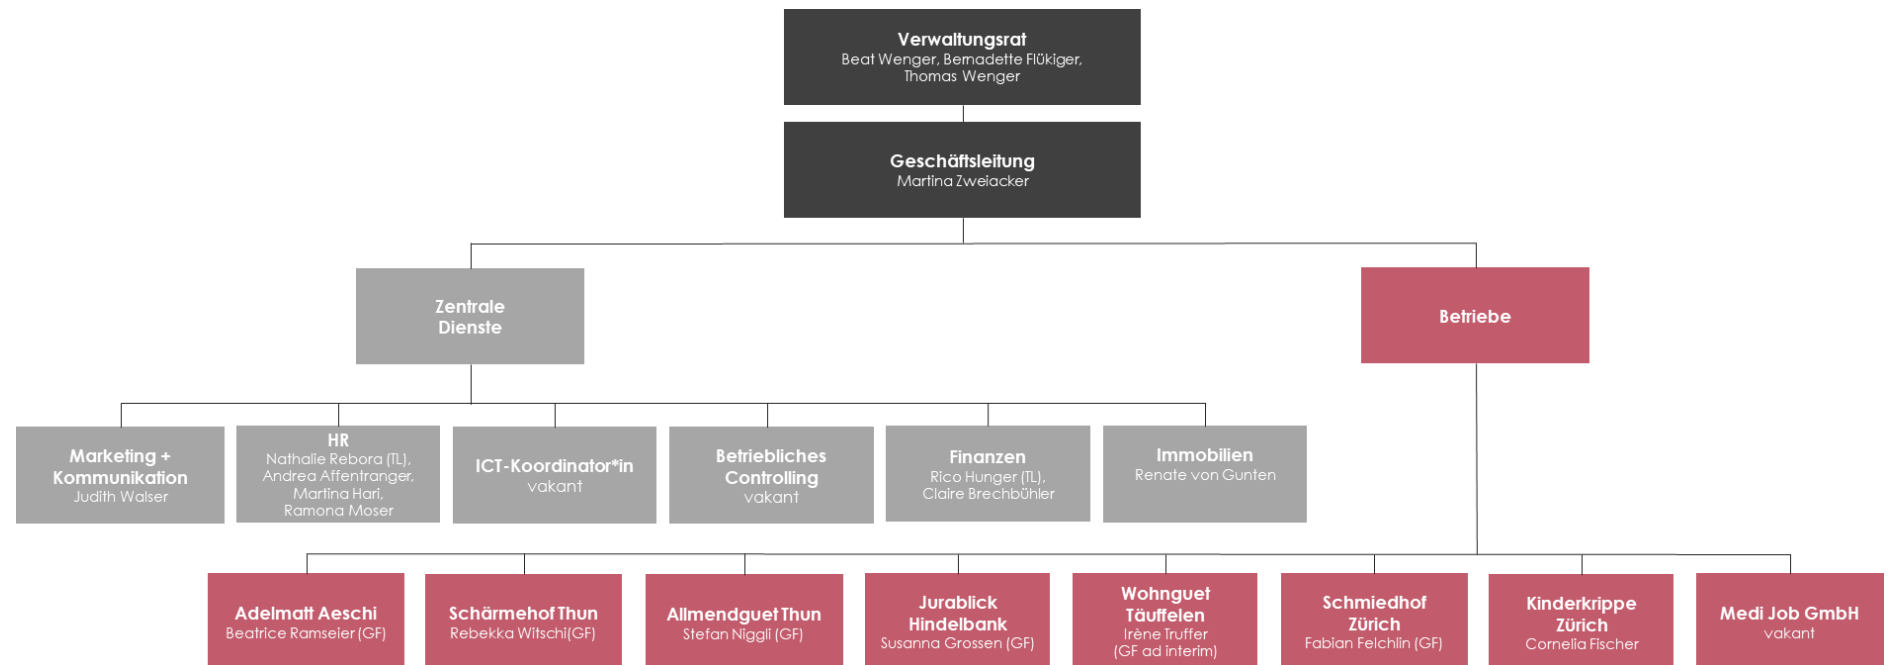 Verwaltungsrat
Beat Wenger, Bernadette Flükiger,
Thomas Wenger
Geschäftsleitung
Martina Zweiacker
Zentrale
Dienste
Betriebe
Marketing +
Kommunikation
Judith Walser
HR
Nathalie Rebora (TL),
Andrea Affentranger,
Martina Hari,
Ramona Moser
ICT-Koordinator*in
vakant
Betriebliches
Controlling
vakant
Finanzen
Rico Hunger (TL),
Claire Brechbühler
Immobilien
Renate von Gunten
Adelmatt Aeschi
Beatrice Ramseier (GF)
Schärmehof Thun
Rebekka Witschi(GF)
Allmendguet Thun
Stefan Niggli (GF)
Jurablick
Hindelbank
Susanna Grossen (GF)
Wohnguet
Täuffelen
Irène Truffer
(GF ad interim)
Schmiedhof
Zürich
Fabian Felchlin (GF)
Kinderkrippe
Zürich
Cornelia Fischer
Medi Job GmbH
vakant